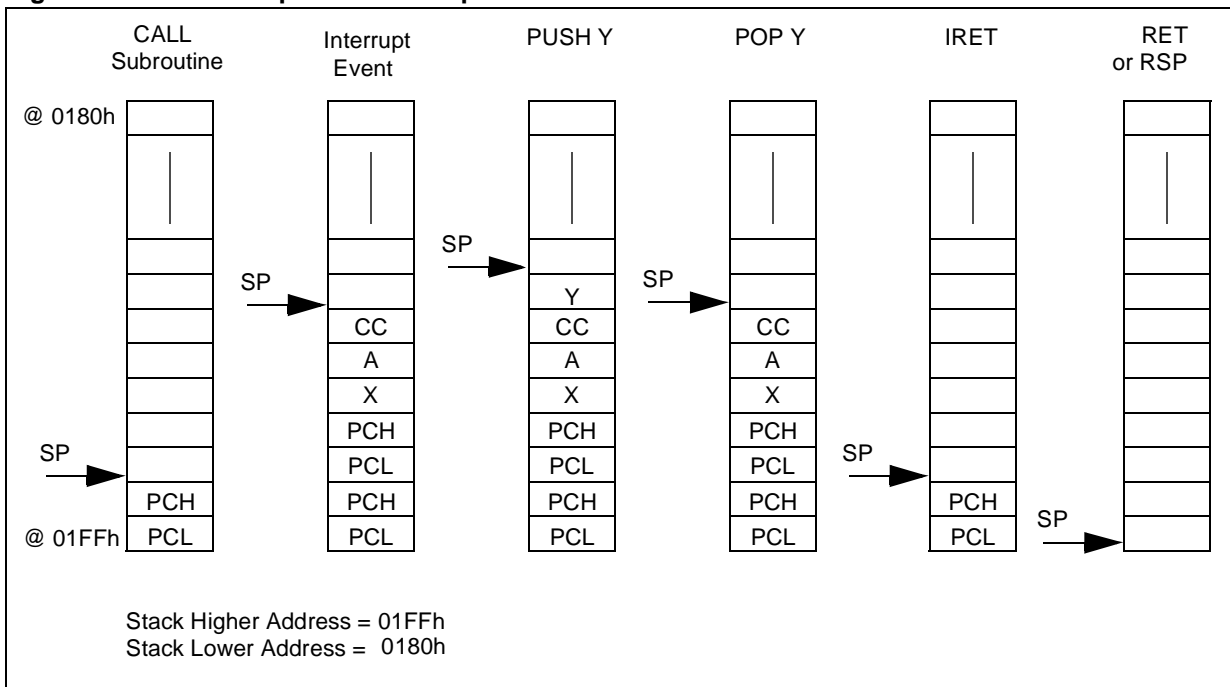 CALL
Subroutine
Interrupt
Event
PUSH Y
POP Y
IRET
RET
or RSP
@ 0180h
SP
SP
SP
Y
CC
CC
CC
A
A
A
X
X
X
PCH
PCH
PCH
SP
SP
PCL
PCL
PCL
PCH
PCH
PCH
PCH
PCH
SP
@ 01FFh
PCL
PCL
PCL
PCL
PCL
Stack Higher Address = 01FFh
Stack Lower Address = 0180h